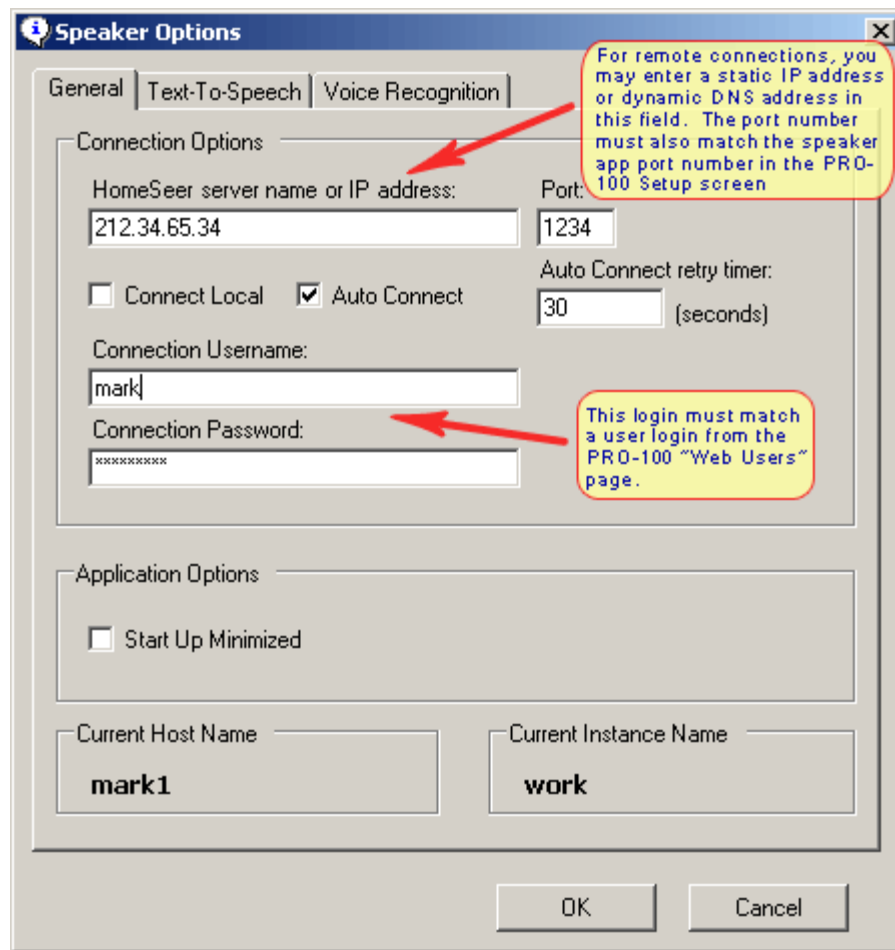 Speaker Options
For remote connections, you
may enter a static IP address
or dynamic DNS address in
this field. The port number
must also match the speaker
app port number in the PRO-
100 Setup screen
General
Text-To-Speech
Voice Recognition
Connection Options
HomeSeer server name or IP address:
Port:
212.34.65.34
1234
Auto Connect retry timer:
Connect Local
Auto Connect
30
(seconds)
Connection Username:
mark
This login must match
a user login from the
PRO-100 "Web Users"
page.
Connection Password:
×××××××××
Application Options
Start Up Minimized
Current Host Name
Current Instance Name
mark1
work
OK
Cancel